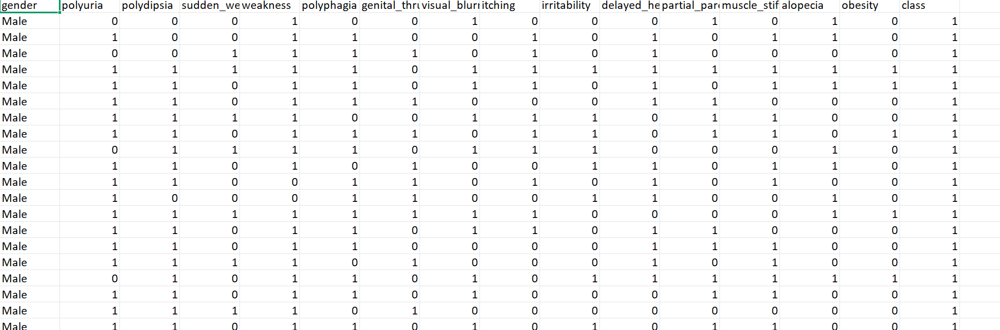 gender polyuria polydipsia sudden_we weakness polyphagia genital_thru visual_blurr itching irritability delayed_he partial_pare muscle_stif alopecia obesity class
Male 0 0 0 1 0 0 1 0 0 0 1 0 1 0 1
Male 1 0 0 1 1 0 0 1 0 1 0 1 1 0 1
Male 0 0 1 1 1 1 0 1 0 1 0 0 0 0 1
Male 1 1 1 1 1 0 1 1 1 1 1 1 1 1 1
Male 1 1 0 1 1 0 1 1 0 1 0 1 1 1 1
Male 1 1 0 1 1 1 0 0 0 1 1 0 0 0 1
Male 1 1 1 1 0 0 1 1 1 0 1 1 0 0 1
Male 1 1 0 1 1 1 0 1 1 0 1 1 0 1 1
Male 0 1 1 1 1 0 1 1 1 0 0 0 1 0 1
Male 1 1 0 1 0 1 0 0 1 1 0 1 1 0 1
Male 1 1 0 0 1 1 0 1 0 1 0 1 0 0 1
Male 1 0 0 0 1 1 0 0 1 1 0 0 1 0 1
Male 1 1 1 1 1 1 1 1 0 0 0 0 1 1 1
Male 1 1 0 1 1 0 1 1 0 1 1 0 0 0 1
Male 1 1 0 1 1 0 0 0 0 1 1 1 0 0 1
Male 1 1 1 1 0 1 0 0 0 1 0 1 0 0 1
Male 0 1 0 1 1 0 1 0 1 1 1 1 1 1 1
Male 1 1 0 1 1 0 1 0 0 0 1 1 0 0 1
Male 1 1 1 1 0 1 0 0 0 0 0 0 0 0 1
Male 1 1 0 1 1 0 1 0 1 0 1 1 0 0 1